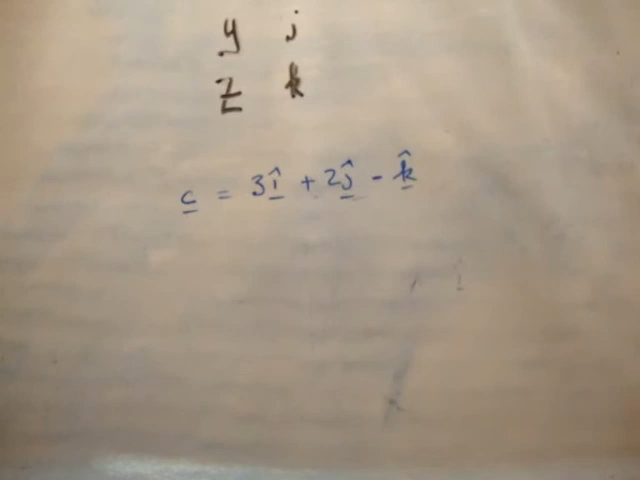 y j
z k
c = 3î + 2ĵ - k̂